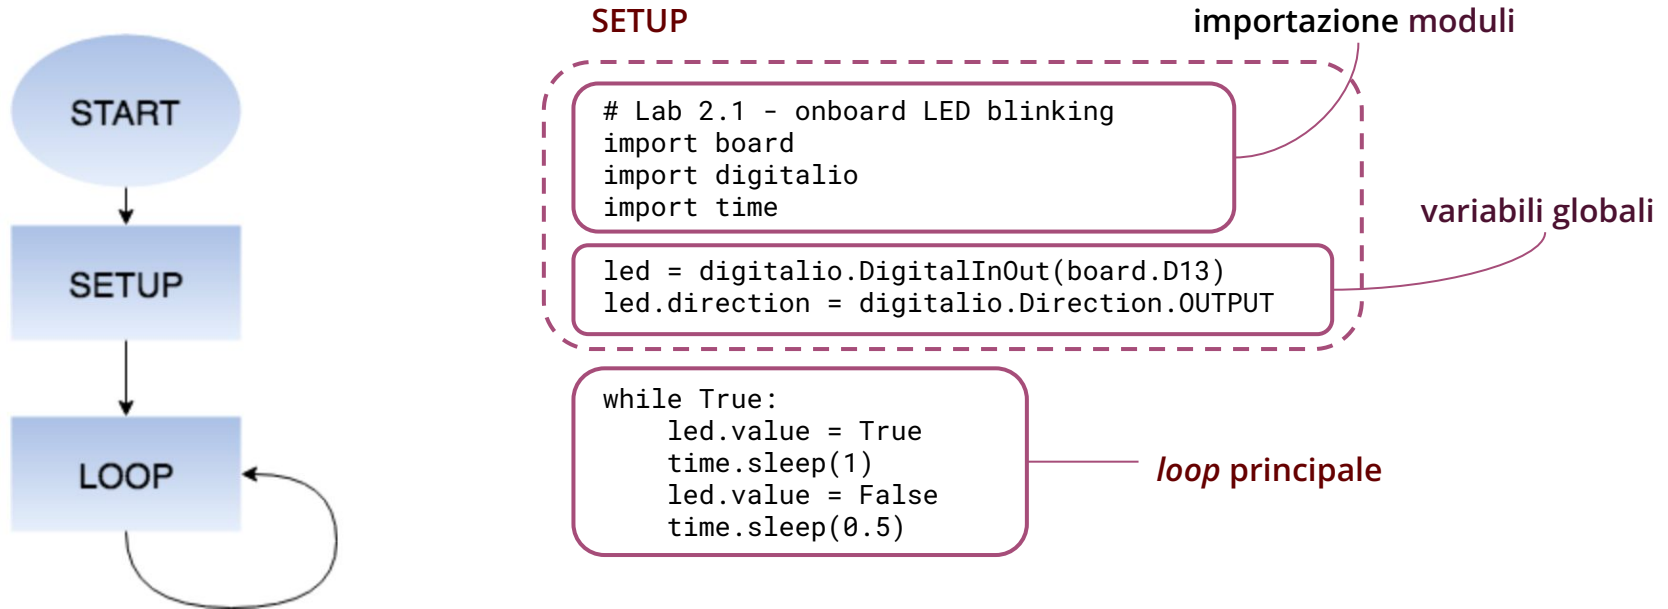 START
SETUP
LOOP
SETUP
importazione moduli
# Lab 2.1 - onboard LED blinking
import board
import digitalio
import time
variabili globali
led = digitalio.DigitalInOut(board.D13)
led.direction = digitalio.Direction.OUTPUT
while True:
    led.value = True
    time.sleep(1)
    led.value = False
    time.sleep(0.5)
loop principale